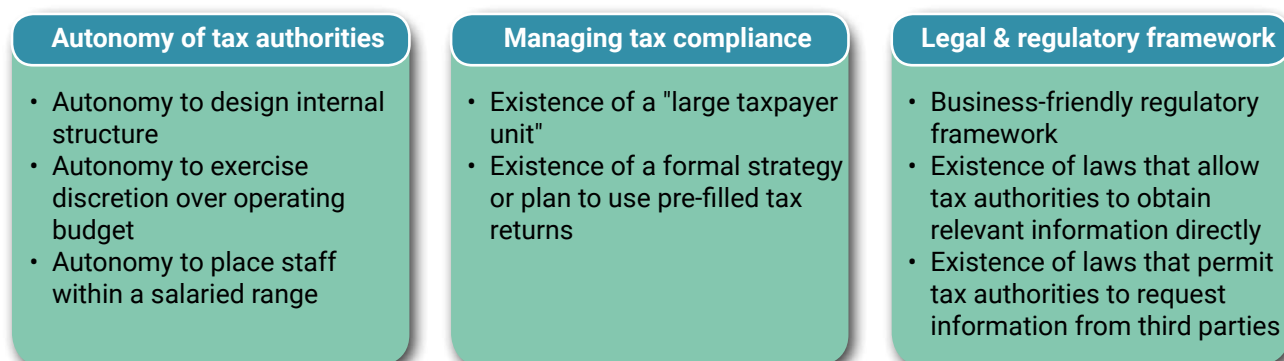 Autonomy of tax authorities
• Autonomy to design internal
structure
• Autonomy to exercise
discretion over operating
budget
• Autonomy to place staff
within a salaried range
Managing tax compliance
• Existence of a "large taxpayer
unit"
• Existence of a formal strategy
or plan to use pre-filled tax
returns
Legal & regulatory framework
• Business-friendly regulatory
framework
• Existence of laws that allow
tax authorities to obtain
relevant information directly
• Existence of laws that permit
tax authorities to request
information from third parties